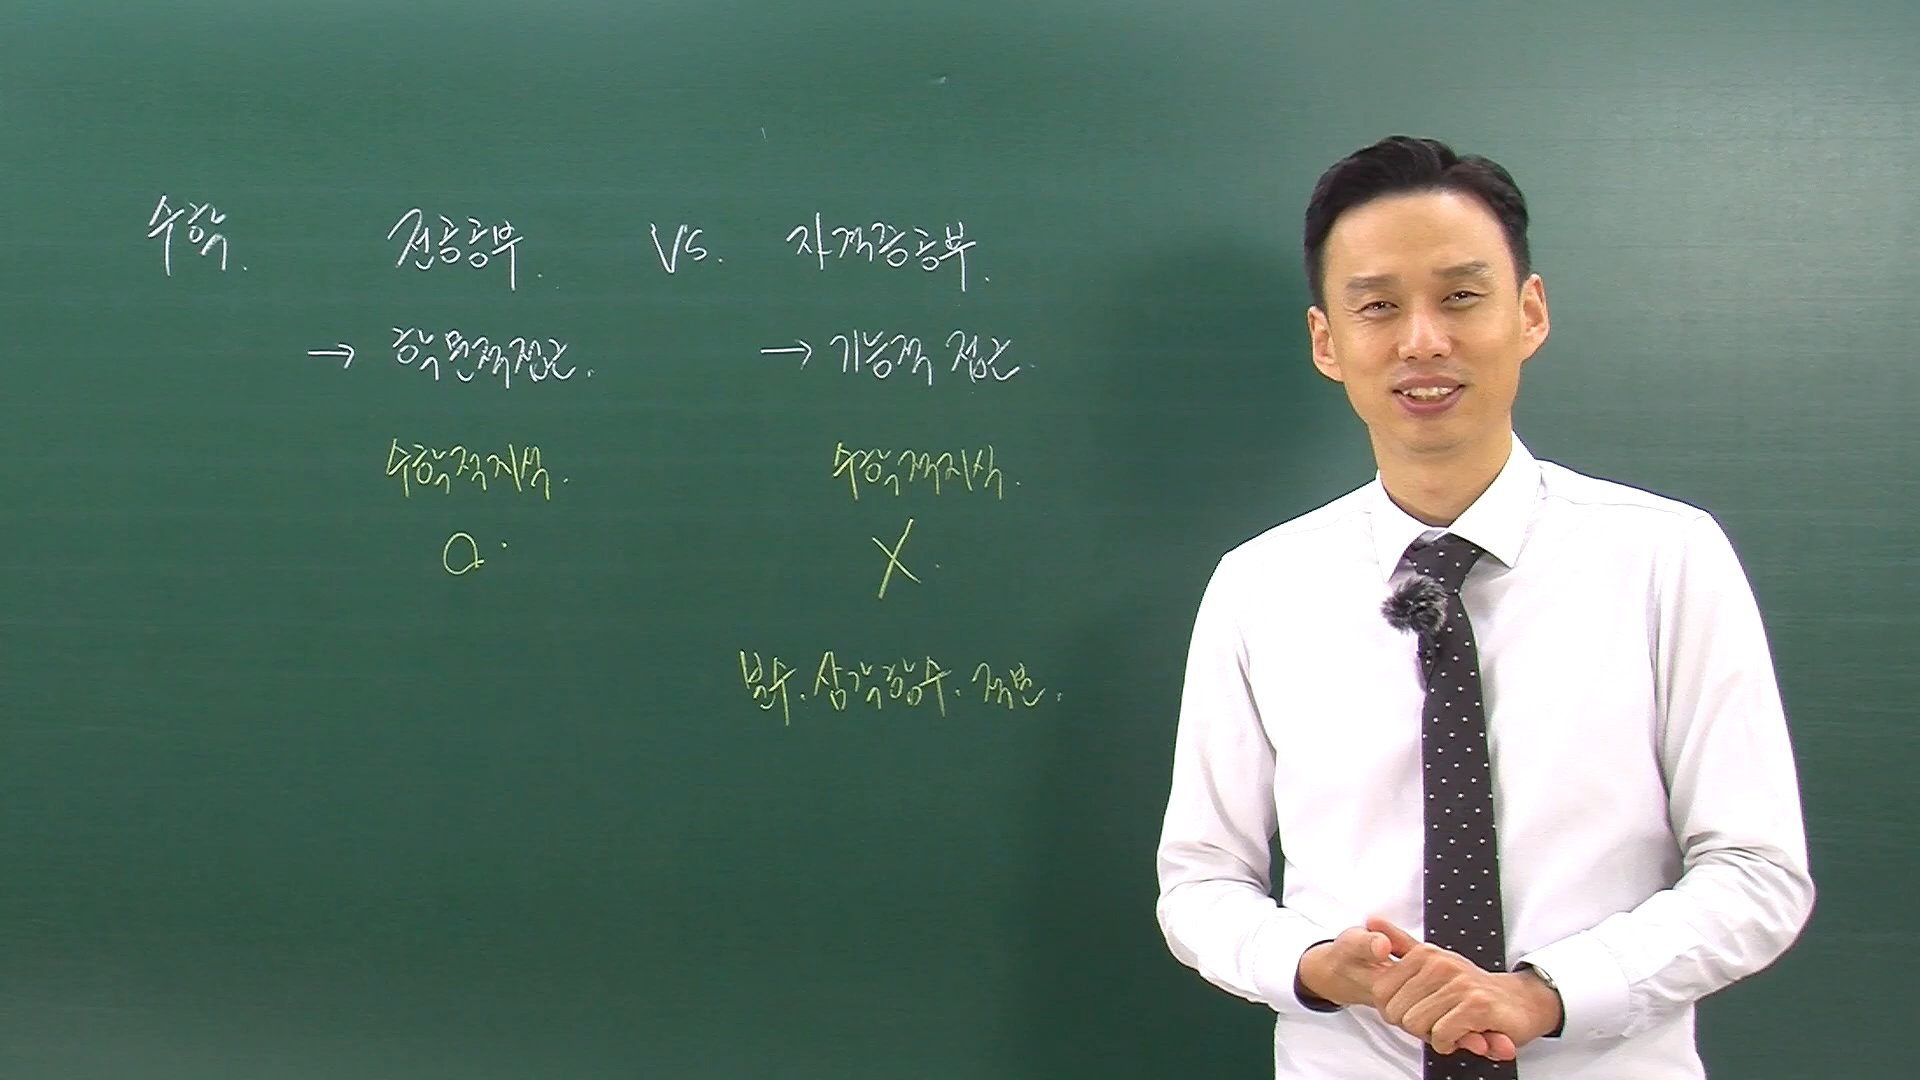 수학. 전공공부. VS. 자격증공부.
→ 학문적접근. → 기능적 접근.
수학적지식. 수학적지식.
O. X.
분수. 삼각함수. 적분.